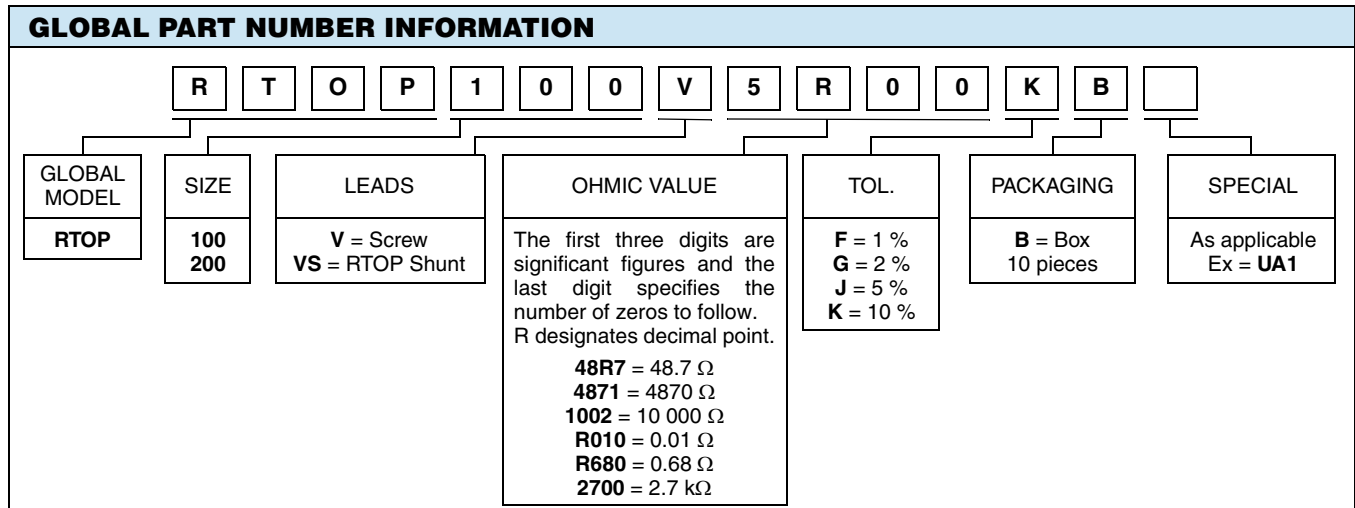 GLOBAL PART NUMBER INFORMATION
R T O P 1 0 0 V 5 R 0 0 K B
GLOBAL
MODEL
RTOP
SIZE
100
200
LEADS
V = Screw
VS = RTOP Shunt
OHMIC VALUE
The first three digits are
significant figures and the
last digit specifies the
number of zeros to follow.
R designates decimal point.
48R7 = 48.7 Ω
4871 = 4870 Ω
1002 = 10 000 Ω
R010 = 0.01 Ω
R680 = 0.68 Ω
2700 = 2.7 kΩ
TOL.
F = 1 %
G = 2 %
J = 5 %
K = 10 %
PACKAGING
B = Box
10 pieces
SPECIAL
As applicable
Ex = UA1